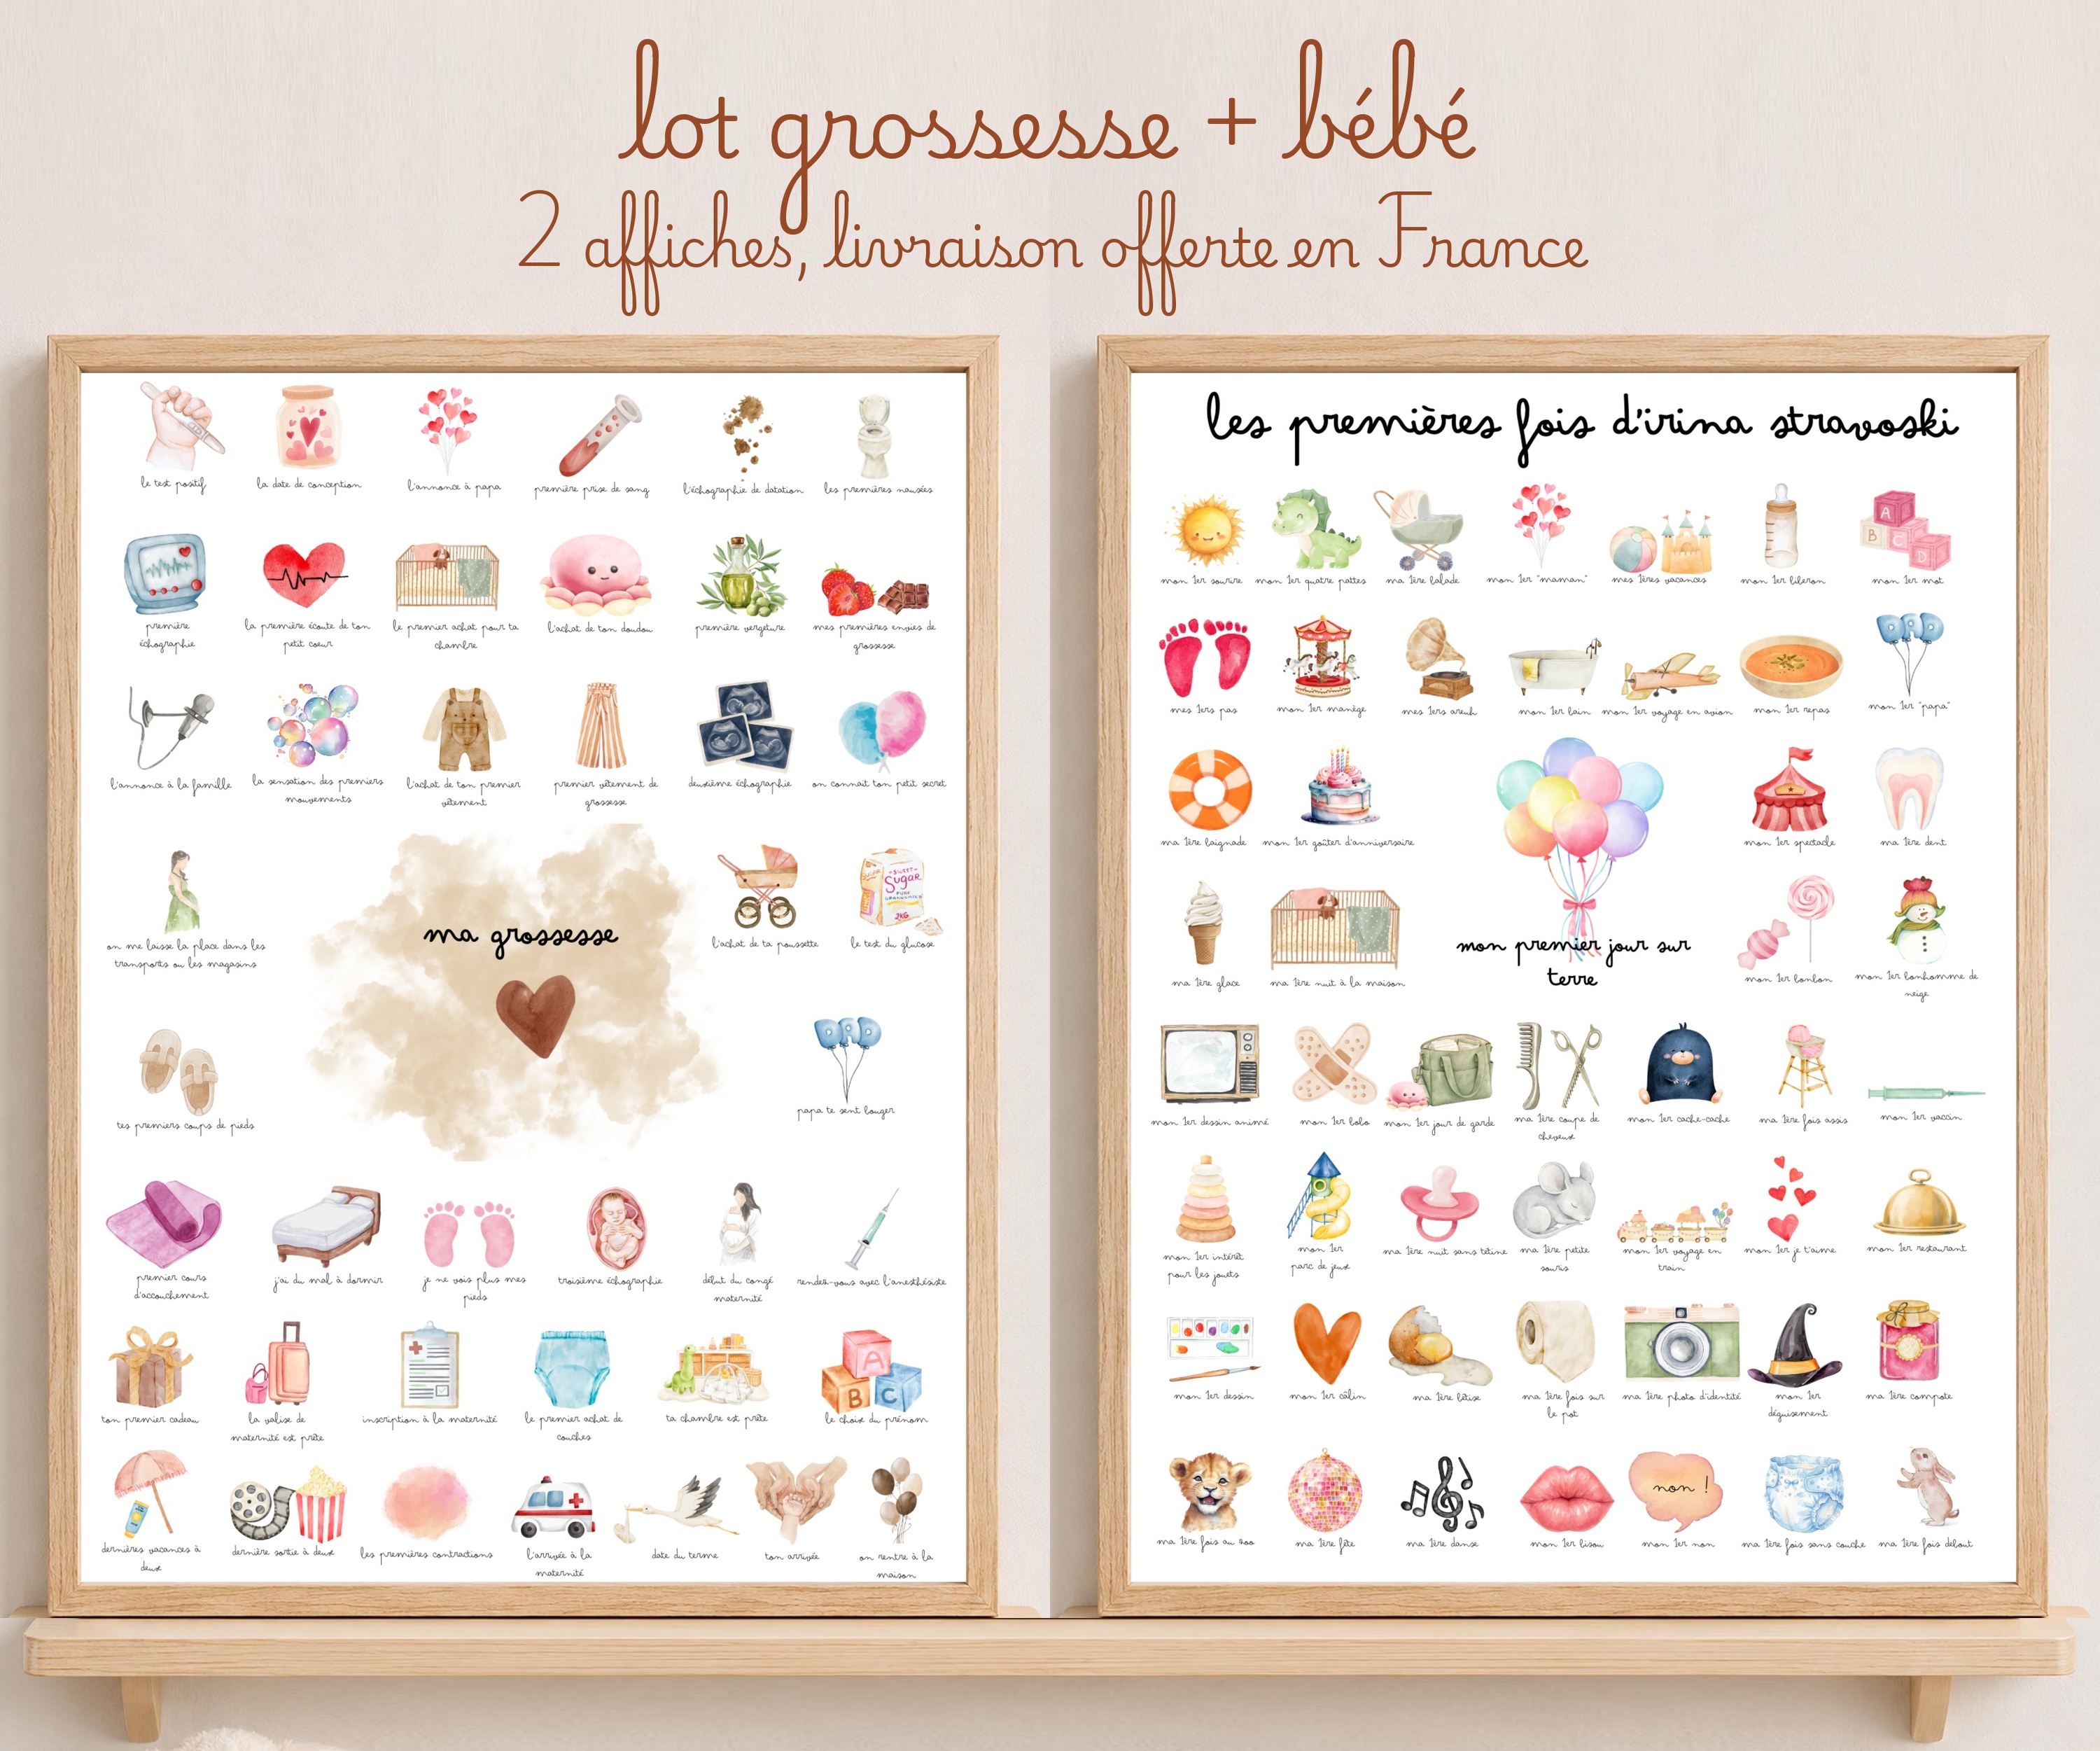 lot grossesse + bébé
2 affiches, livraison offerte en France
le test positif
la date de conception
l'annonce à papa
première prise de sang
l'échographie de datation
les premières nausées
première
échographie
la première écoute de ton
petit coeur
le premier achat pour ta
chambre
l'achat de ton doudou
première vergeture
mes premières envies de
grossesse
l'annonce à la famille
la sensation des premiers
mouvements
l'achat de ton premier
vêtement
premier vêtement de
grossesse
deuxième échographie
on connait ton petit secret
on me laisse la place dans les
transports ou les magasins
ma grossesse
l'achat de ta poussette
SWEET
Sugar
PURE
2KG
le test du glucose
tes premiers coups de pieds
DAD
papa te sent bouger
premier cours
d'accouchement
j'ai du mal à dormir
je ne vois plus mes
pieds
troisième échographie
début du congé
maternité
rendez-vous avec l'anesthésiste
ton premier cadeau
la valise de
maternité est prête
inscription à la maternité
le premier achat de
couches
ta chambre est prête
A
B C
le choix du prénom
dernières vacances à
deux
dernière sortie à deux
les premières contractions
l'arrivée à la
maternité
date du terme
ton arrivée
on rentre à la
maison
les premières fois d'irina stravoski
mon 1er sourire
mon 1er quatre pattes
ma 1ère balade
mon 1er "maman"
mes 1ères vacances
mon 1er biberon
A
B C D
mon 1er mot
mes 1ers pas
mon 1er manège
mes 1ers areuh
mon 1er bain
mon 1er voyage en avion
mon 1er repas
DAD
mon 1er "papa"
ma 1ère baignade
mon 1er goûter d'anniversaire
mon 1er spectacle
ma 1ère dent
ma 1ère glace
ma 1ère nuit à la maison
mon premier jour sur
terre
mon 1er bonbon
mon 1er bonhomme de
neige
mon 1er dessin animé
mon 1er bobo
mon 1er jour de garde
ma 1ère coupe de
cheveux
mon 1er cache-cache
ma 1ère fois assis
mon 1er vaccin
mon 1er intérêt
pour les jouets
mon 1er
parc de jeux
ma 1ère nuit sans tétine
ma 1ère petite
souris
mon 1er voyage en
train
mon 1er je t'aime
mon 1er restaurant
mon 1er dessin
mon 1er câlin
ma 1ère bêtise
ma 1ère fois sur
le pot
ma 1ère photo d'identité
mon 1er
déguisement
ma 1ère compote
ma 1ère fois au zoo
ma 1ère fête
ma 1ère danse
mon 1er bisou
non !
mon 1er non
ma 1ère fois sans couche
ma 1ère fois debout